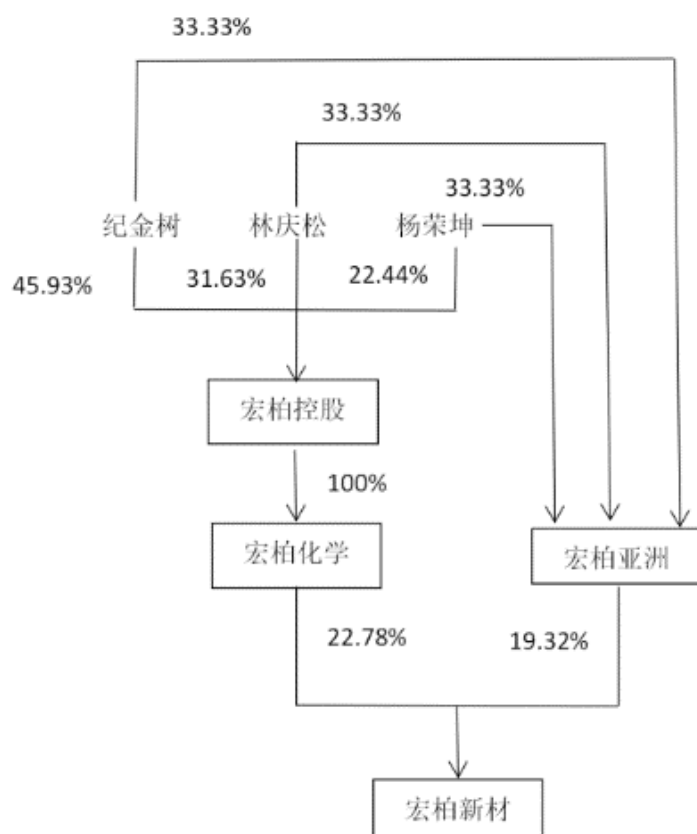 33.33%
33.33%
33.33%
纪金树 林庆松 杨荣坤
45.93% 31.63% 22.44%
宏柏控股
100%
宏柏化学 宏柏亚洲
22.78% 19.32%
宏柏新材